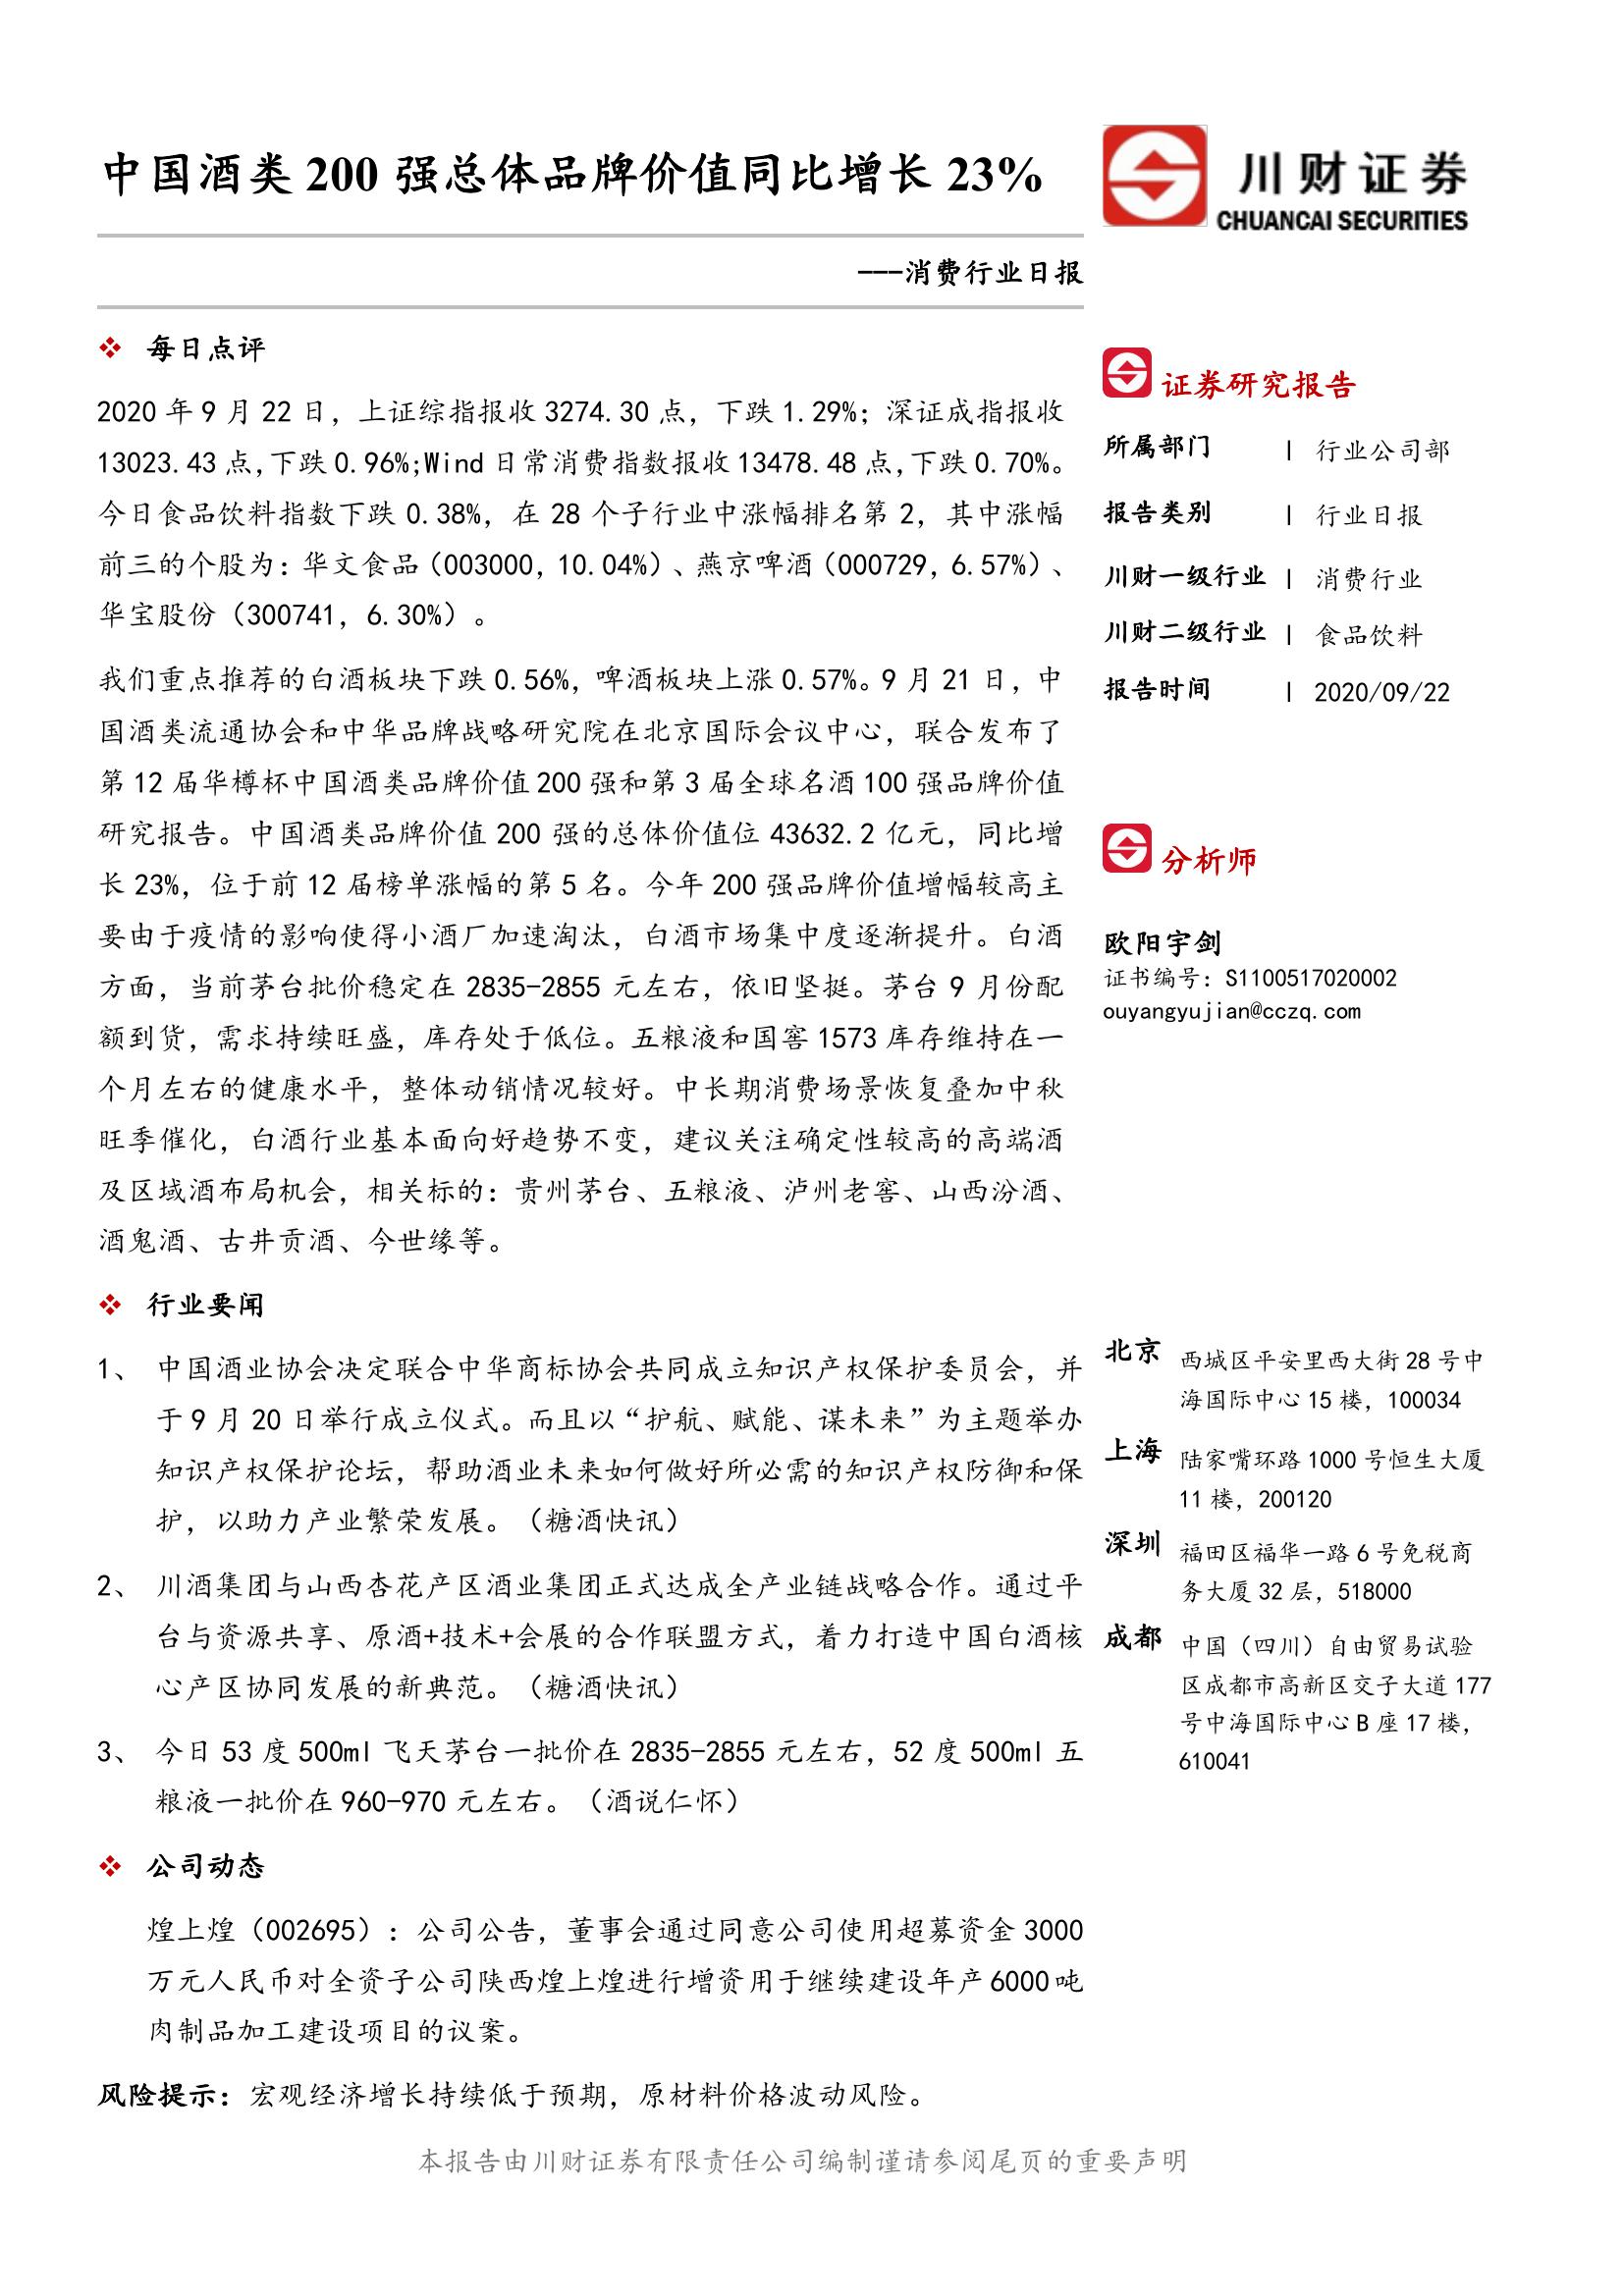 中国酒类 200 强总体品牌价值同比增长 23%
川财证券
CHUANCAI SECURITIES
---消费行业日报
❖ 每日点评
2020 年 9 月 22 日，上证综指报收 3274.30 点，下跌 1.29%；深证成指报收
13023.43 点,下跌 0.96%;Wind 日常消费指数报收 13478.48 点,下跌 0.70%。
今日食品饮料指数下跌 0.38%，在 28 个子行业中涨幅排名第 2，其中涨幅
前三的个股为：华文食品（003000，10.04%）、燕京啤酒（000729，6.57%）、
华宝股份（300741，6.30%）。
我们重点推荐的白酒板块下跌 0.56%，啤酒板块上涨 0.57%。9 月 21 日，中
国酒类流通协会和中华品牌战略研究院在北京国际会议中心，联合发布了
第 12 届华樽杯中国酒类品牌价值 200 强和第 3 届全球名酒 100 强品牌价值
研究报告。中国酒类品牌价值 200 强的总体价值位 43632.2 亿元，同比增
长 23%，位于前 12 届榜单涨幅的第 5 名。今年 200 强品牌价值增幅较高主
要由于疫情的影响使得小酒厂加速淘汰，白酒市场集中度逐渐提升。白酒
方面，当前茅台批价稳定在 2835-2855 元左右，依旧坚挺。茅台 9 月份配
额到货，需求持续旺盛，库存处于低位。五粮液和国窖 1573 库存维持在一
个月左右的健康水平，整体动销情况较好。中长期消费场景恢复叠加中秋
旺季催化，白酒行业基本面向好趋势不变，建议关注确定性较高的高端酒
及区域酒布局机会，相关标的：贵州茅台、五粮液、泸州老窖、山西汾酒、
酒鬼酒、古井贡酒、今世缘等。
❖ 行业要闻
1、 中国酒业协会决定联合中华商标协会共同成立知识产权保护委员会，并
于 9 月 20 日举行成立仪式。而且以“护航、赋能、谋未来”为主题举办
知识产权保护论坛，帮助酒业未来如何做好所必需的知识产权防御和保
护，以助力产业繁荣发展。（糖酒快讯）
2、 川酒集团与山西杏花产区酒业集团正式达成全产业链战略合作。通过平
台与资源共享、原酒+技术+会展的合作联盟方式，着力打造中国白酒核
心产区协同发展的新典范。（糖酒快讯）
3、 今日 53 度 500ml 飞天茅台一批价在 2835-2855 元左右，52 度 500ml 五
粮液一批价在 960-970 元左右。（酒说仁怀）
❖ 公司动态
煌上煌（002695）：公司公告，董事会通过同意公司使用超募资金 3000
万元人民币对全资子公司陕西煌上煌进行增资用于继续建设年产 6000 吨
肉制品加工建设项目的议案。
风险提示：宏观经济增长持续低于预期，原材料价格波动风险。
证券研究报告
所属部门 | 行业公司部
报告类别 | 行业日报
川财一级行业 | 消费行业
川财二级行业 | 食品饮料
报告时间 | 2020/09/22
分析师
欧阳宇剑
证书编号：S1100517020002
ouyangyujian@cczq.com
北京 西城区平安里西大街 28 号中
海国际中心 15 楼，100034
上海 陆家嘴环路 1000 号恒生大厦
11 楼，200120
深圳 福田区福华一路 6 号免税商
务大厦 32 层，518000
成都 中国（四川）自由贸易试验
区成都市高新区交子大道 177
号中海国际中心 B 座 17 楼，
610041
本报告由川财证券有限责任公司编制谨请参阅尾页的重要声明